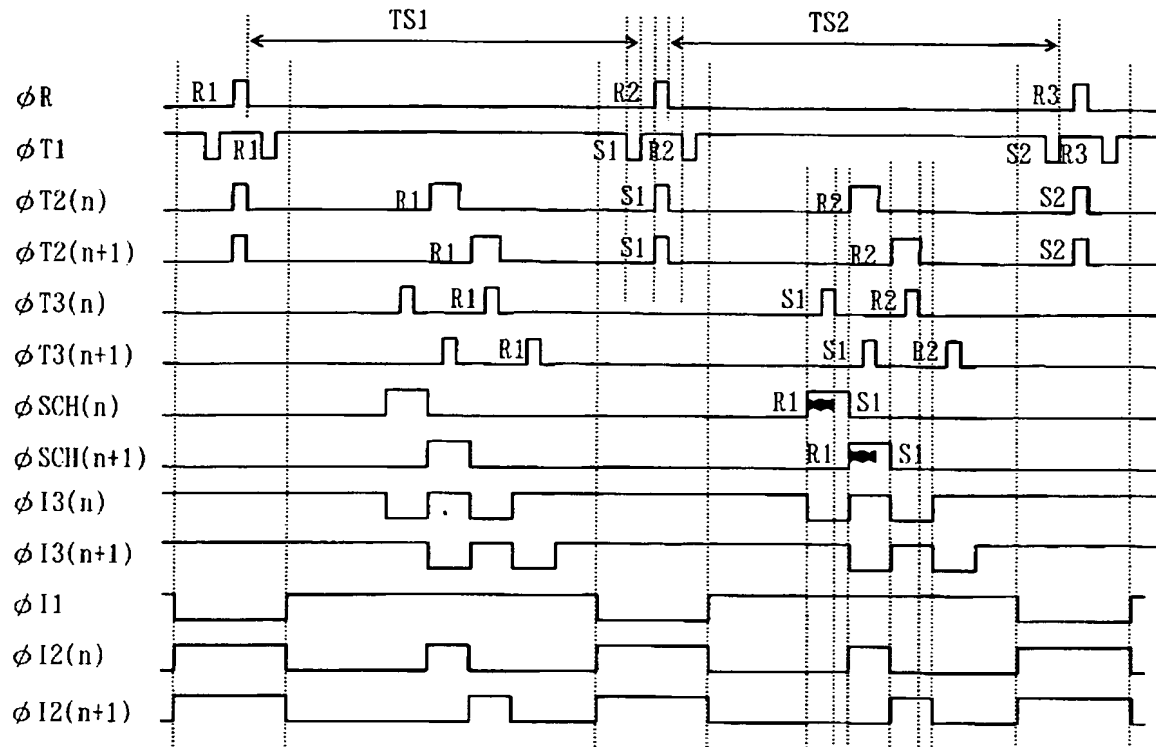 TS1 TS2
φR R1 R2 R3
φT1 R1 S1 R2 S2 R3
φT2(n) R1 S1 R2 S2
φT2(n+1) R1 S1 R2 S2
φT3(n) R1 S1 R2
φT3(n+1) R1 S1 R2
φSCH(n) R1 S1
φSCH(n+1) R1 S1
φI3(n)
φI3(n+1)
φI1
φI2(n)
φI2(n+1)